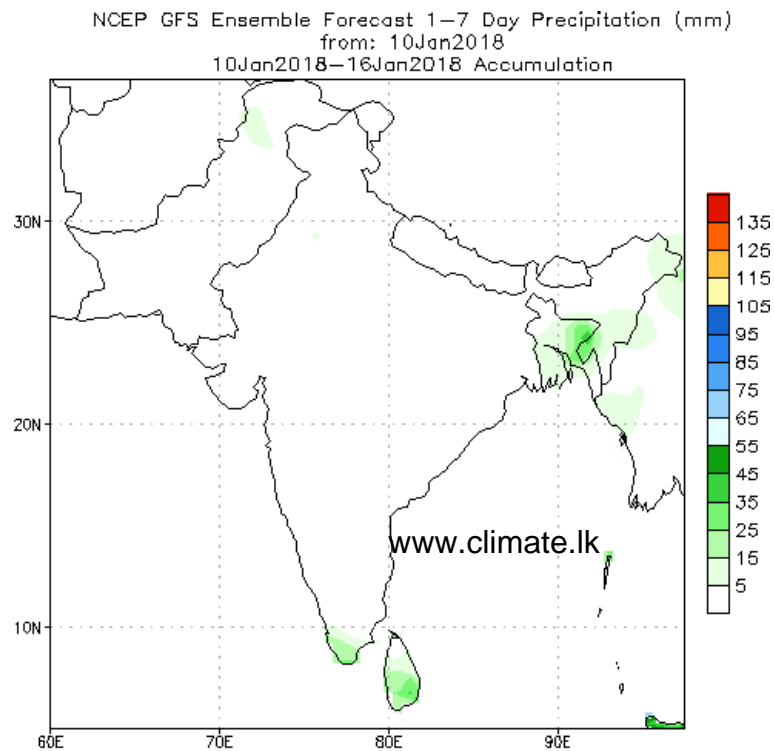 NCEP GFS Ensemble Forecast 1–7 Day Precipitation (mm)
from: 10Jan2018
10Jan2018–16Jan2018 Accumulation
30N
20N
10N
60E
70E
80E
90E
www.climate.lk
135
125
115
105
95
85
75
65
55
45
35
25
15
5